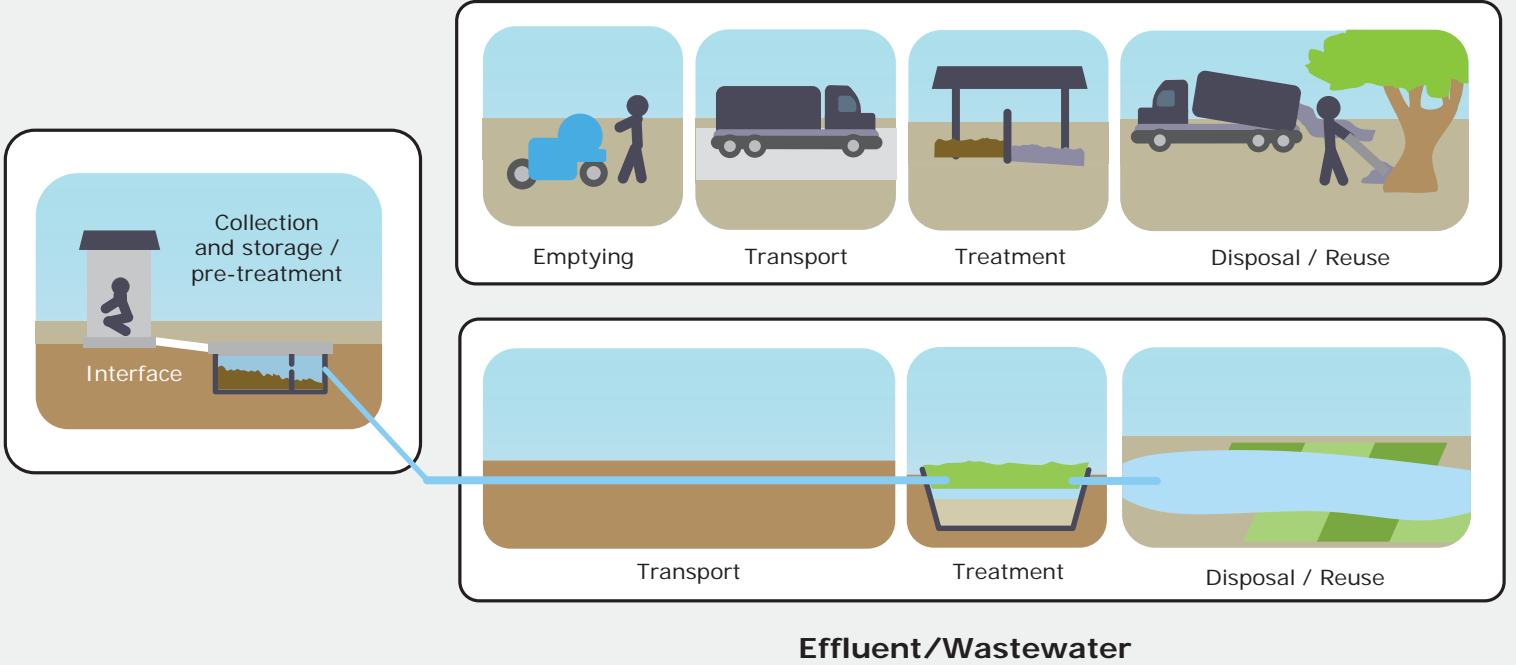 Collection
and storage /
pre-treatment
Interface
Emptying
Transport
Treatment
Disposal / Reuse
Transport
Treatment
Disposal / Reuse
Effluent/Wastewater